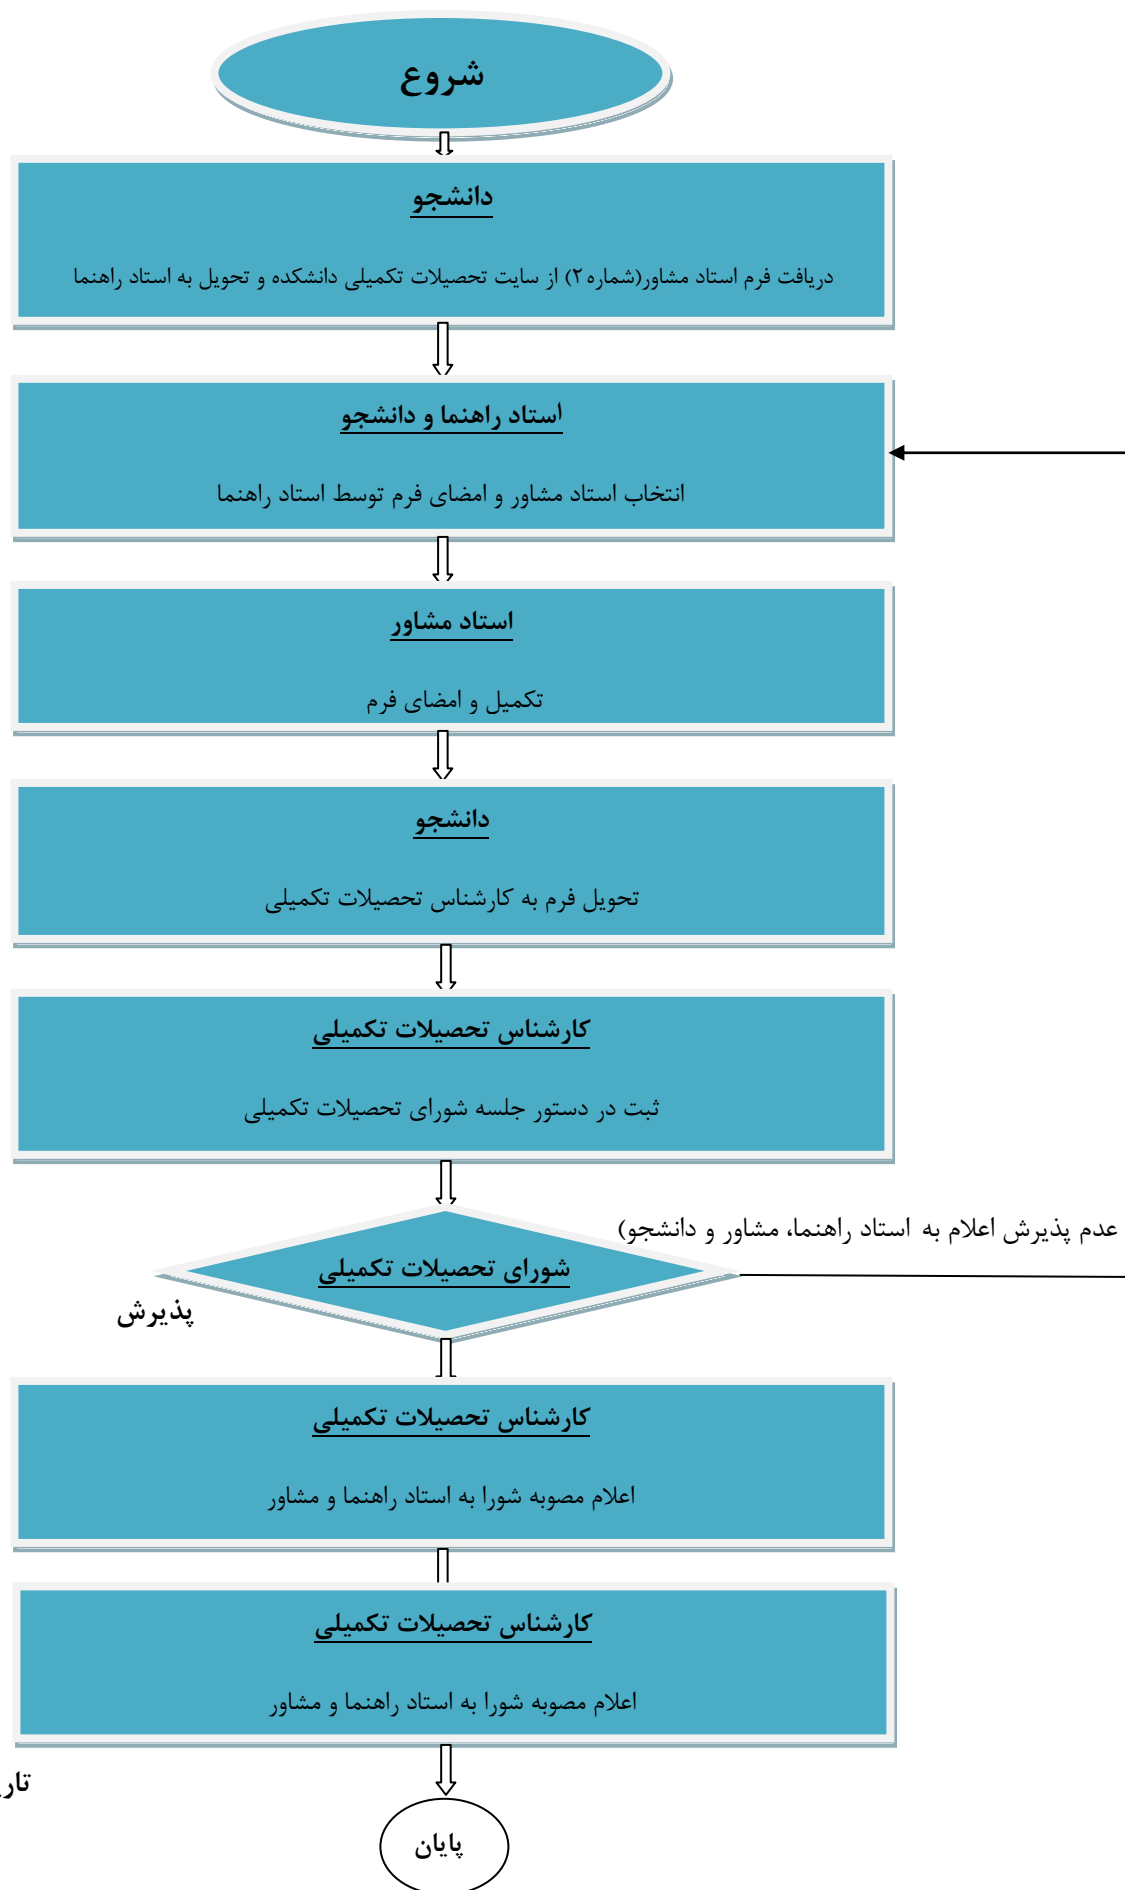 شروع
دانشجو
دریافت فرم استاد مشاور(شماره ۲) از سایت تحصیلات تکمیلی دانشکده و تحویل به استاد راهنما
استاد راهنما و دانشجو
انتخاب استاد مشاور و امضای فرم توسط استاد راهنما
استاد مشاور
تکمیل و امضای فرم
دانشجو
تحویل فرم به کارشناس تحصیلات تکمیلی
کارشناس تحصیلات تکمیلی
ثبت در دستور جلسه شورای تحصیلات تکمیلی
عدم پذیرش اعلام به استاد راهنما، مشاور و دانشجو)
شورای تحصیلات تکمیلی
پذیرش
کارشناس تحصیلات تکمیلی
اعلام مصوبه شورا به استاد راهنما و مشاور
کارشناس تحصیلات تکمیلی
اعلام مصوبه شورا به استاد راهنما و مشاور
پایان